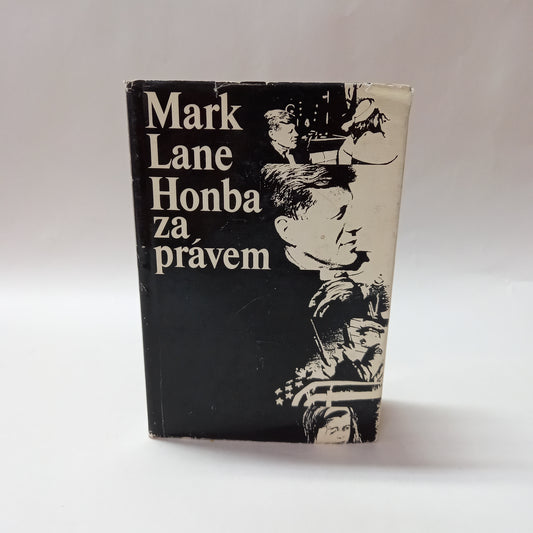 Mark
Lane
Honba
za
právem